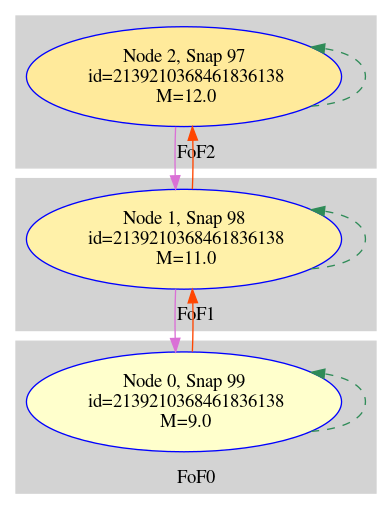 Node 2, Snap 97
id=2139210368461836138
M=12.0
FoF2
Node 1, Snap 98
id=2139210368461836138
M=11.0
FoF1
Node 0, Snap 99
id=2139210368461836138
M=9.0
FoF0